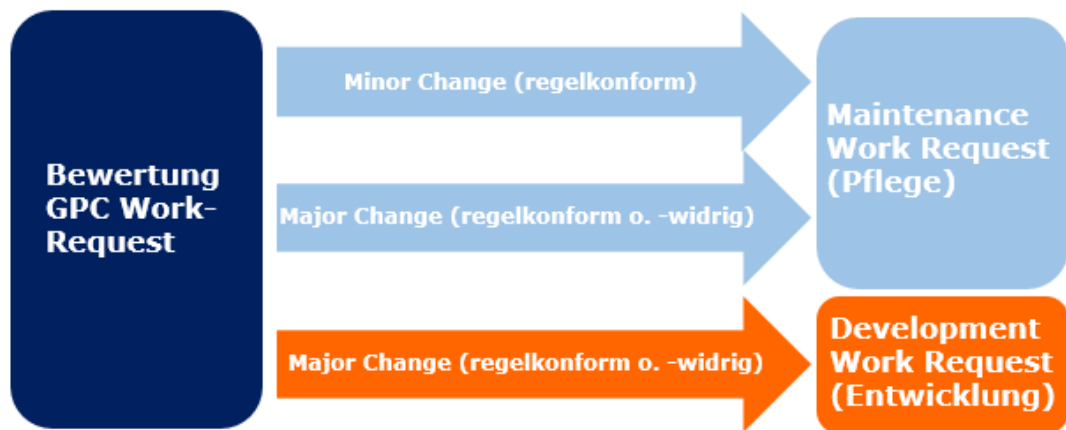 Bewertung
GPC Work-
Request
Minor Change (regelkonform)
Major Change (regelkonform o. -widrig)
Major Change (regelkonform o. -widrig)
Maintenance
Work Request
(Pflege)
Development
Work Request
(Entwicklung)